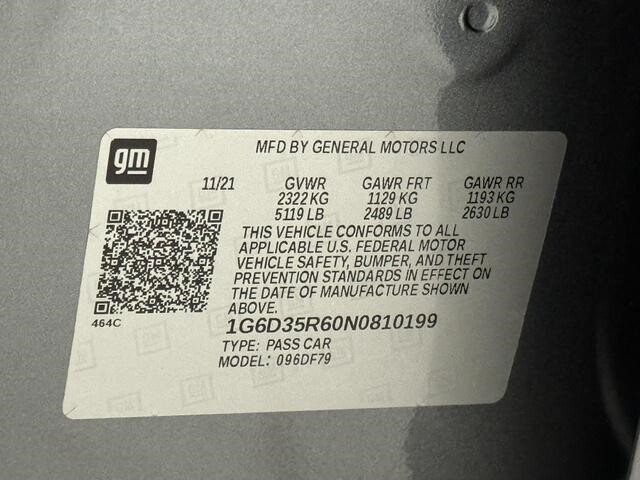 gm
MFD BY GENERAL MOTORS LLC
11/21 GVWR GAWR FRT GAWR RR
2322 KG 1129 KG 1193 KG
5119 LB 2489 LB 2630 LB
THIS VEHICLE CONFORMS TO ALL
APPLICABLE U.S. FEDERAL MOTOR
VEHICLE SAFETY, BUMPER, AND THEFT
PREVENTION STANDARDS IN EFFECT ON
THE DATE OF MANUFACTURE SHOWN
ABOVE.
464C
1G6D35R60N0810199
TYPE: PASS CAR
MODEL: 096DF79